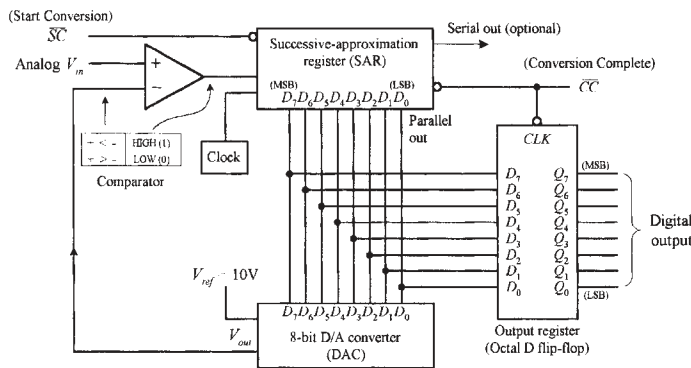 (Start Conversion)
SC
Analog V_in
+
−
+ < -  HIGH (1)
+ > -  LOW (0)
Comparator
Clock
Successive-approximation
register (SAR)
(MSB) (LSB)
D7 D6 D5 D4 D3 D2 D1 D0
Serial out (optional)
(Conversion Complete)
CC
Parallel
out
CLK
D7 Q7 (MSB)
D6 Q6
D5 Q5
D4 Q4
D3 Q3
D2 Q2
D1 Q1
D0 Q0 (LSB)
Digital
output
Output register
(Octal D flip-flop)
V_ref - 10V
V_out
D7 D6 D5 D4 D3 D2 D1 D0
8-bit D/A converter
(DAC)